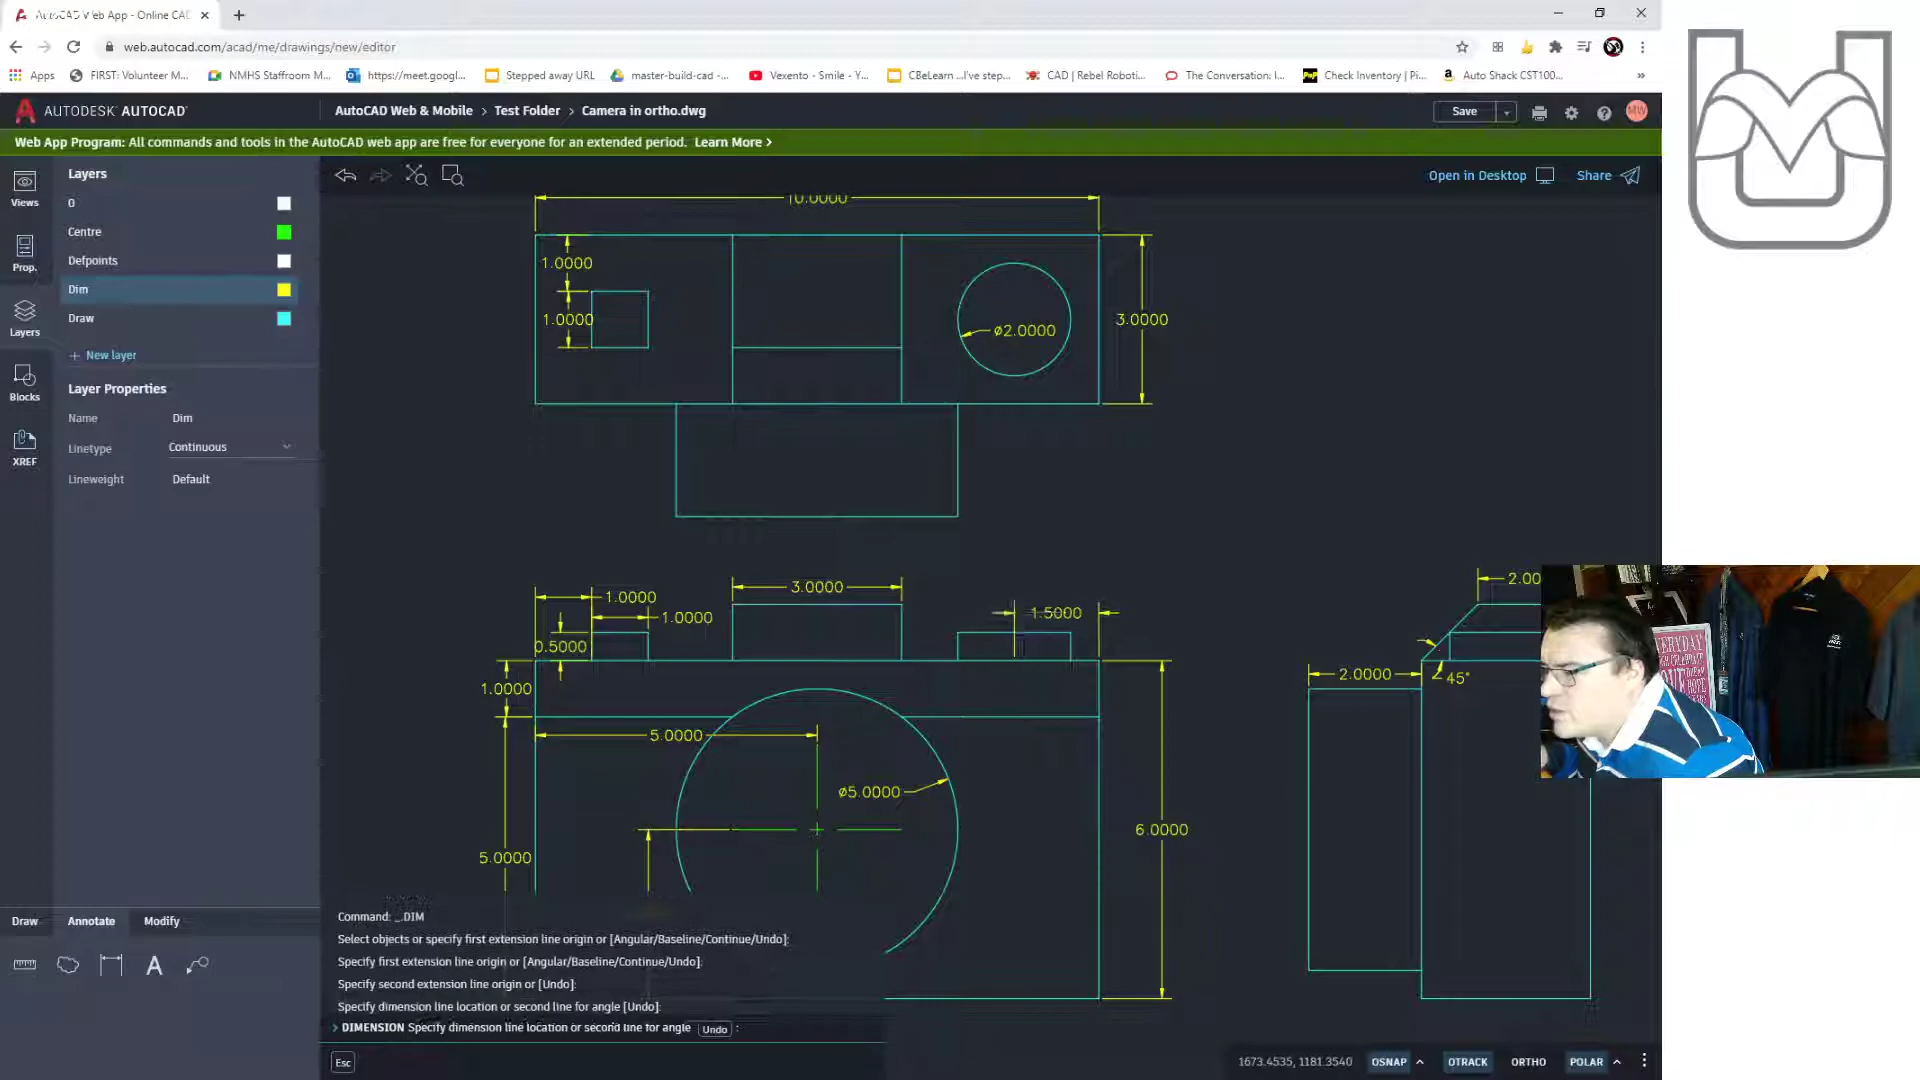 AutoCAD Web App - Online CAD
web.autocad.com/acad/me/drawings/new/editor
Apps
FIRST: Volunteer M...
NMHS Staffroom M...
https://meet.googl...
Stepped away URL
master-build-cad -...
Vexento - Smile - Y...
CBeLearn ...I've step...
CAD | Rebel Roboti...
The Conversation: I...
Check Inventory | Pi...
Auto Shack CST100...
»
AUTODESK AUTOCAD
AutoCAD Web & Mobile > Test Folder > Camera in ortho.dwg
Save
MW
Web App Program: All commands and tools in the AutoCAD web app are free for everyone for an extended period. Learn More >
Views
Prop.
Layers
Blocks
XREF
Layers
0
Centre
Defpoints
Dim
Draw
+ New layer
Layer Properties
Name Dim
Linetype Continuous
Lineweight Default
Open in Desktop
Share
10.0000
1.0000
1.0000
ø2.0000
3.0000
1.0000
3.0000
1.0000
1.5000
0.5000
1.0000
5.0000
ø5.0000
5.0000
6.0000
2.00
2.0000
45°
EVERYDAY
HOPE
Draw
Annotate
Modify
A
Command: _.DIM
Select objects or specify first extension line origin or [Angular/Baseline/Continue/Undo]:
Specify first extension line origin or [Angular/Baseline/Continue/Undo]:
Specify second extension line origin or [Undo]:
Specify dimension line location or second line for angle [Undo]:
> DIMENSION Specify dimension line location or second line for angle Undo :
Esc
1673.4535, 1181.3540
OSNAP
OTRACK
ORTHO
POLAR